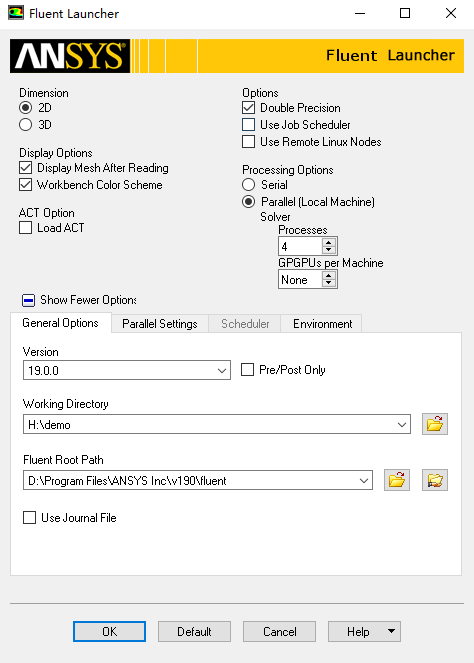 Fluent Launcher
ANSYS
Fluent Launcher
Dimension
2D
3D
Display Options
Display Mesh After Reading
Workbench Color Scheme
ACT Option
Load ACT
Options
Double Precision
Use Job Scheduler
Use Remote Linux Nodes
Processing Options
Serial
Parallel (Local Machine)
Solver
Processes
4
GPGPUs per Machine
None
Show Fewer Options
General Options Parallel Settings Scheduler Environment
Version
19.0.0 Pre/Post Only
Working Directory
H:\demo
Fluent Root Path
D:\Program Files\ANSYS Inc\v190\fluent
Use Journal File
OK Default Cancel Help